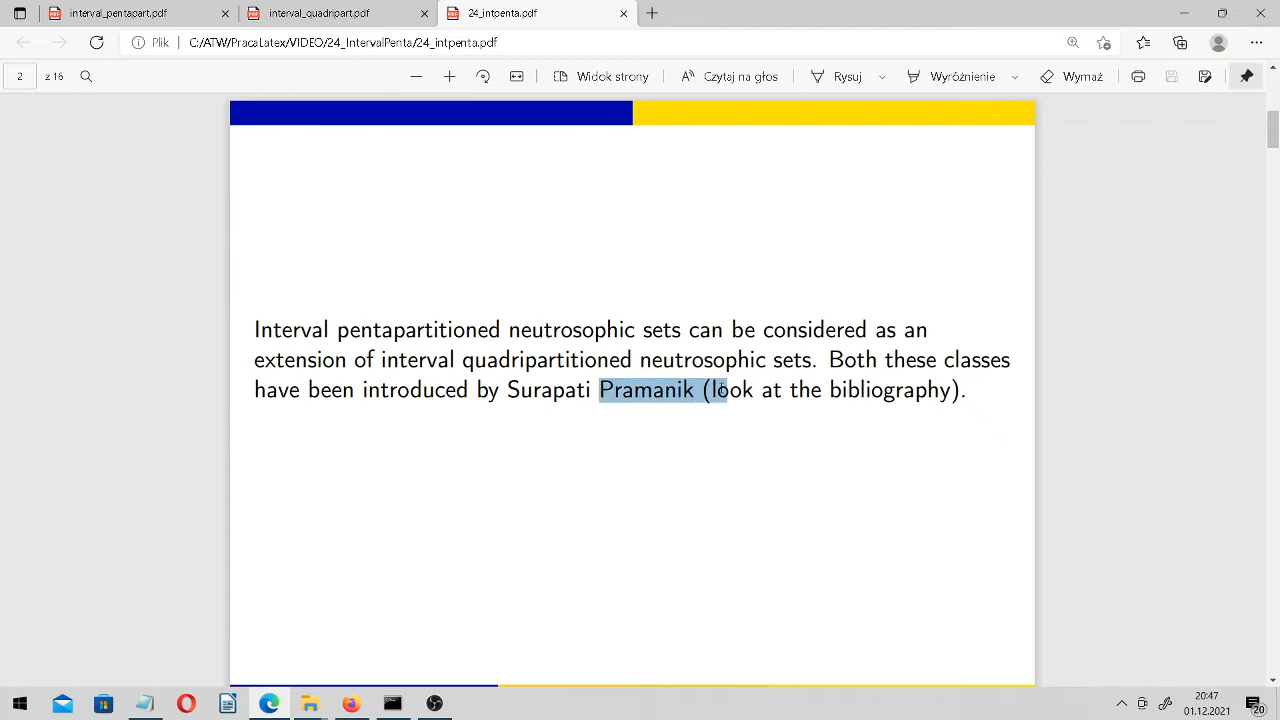 interval_pentapart.pdf
interval_quadripart.pdf
24_intpenta.pdf
Plik
C:/ATW/PracaLatex/VIDEO/24_IntervalPenta/24_intpenta.pdf
2 z 16
Widok strony
Czytaj na głos
Rysuj
Wyróżnienie
Wymaż
Interval pentapartitioned neutrosophic sets can be considered as an
extension of interval quadripartitioned neutrosophic sets. Both these classes
have been introduced by Surapati Pramanik (look at the bibliography).
20:47
01.12.2021
20